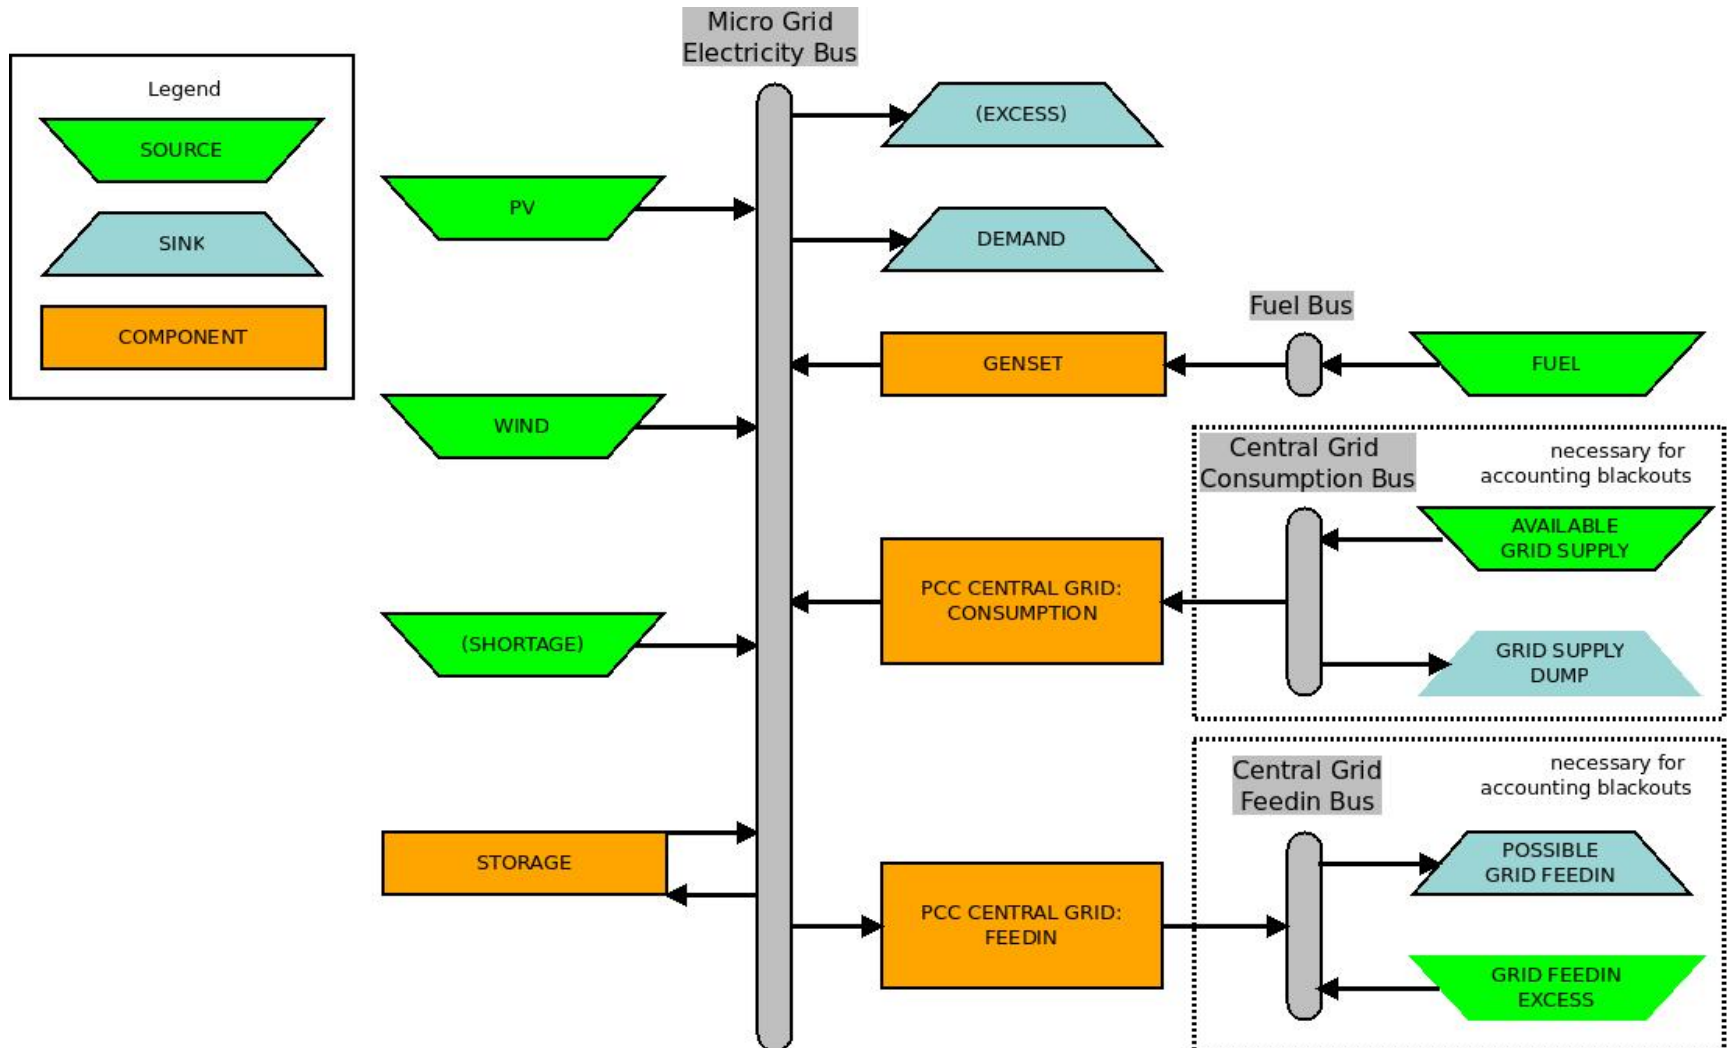 Micro Grid
Electricity Bus
Legend
SOURCE
SINK
COMPONENT
(EXCESS)
PV
DEMAND
Fuel Bus
GENSET
FUEL
WIND
Central Grid
Consumption Bus
necessary for
accounting blackouts
AVAILABLE
GRID SUPPLY
PCC CENTRAL GRID:
CONSUMPTION
(SHORTAGE)
GRID SUPPLY
DUMP
Central Grid
Feedin Bus
necessary for
accounting blackouts
STORAGE
POSSIBLE
GRID FEEDIN
PCC CENTRAL GRID:
FEEDIN
GRID FEEDIN
EXCESS